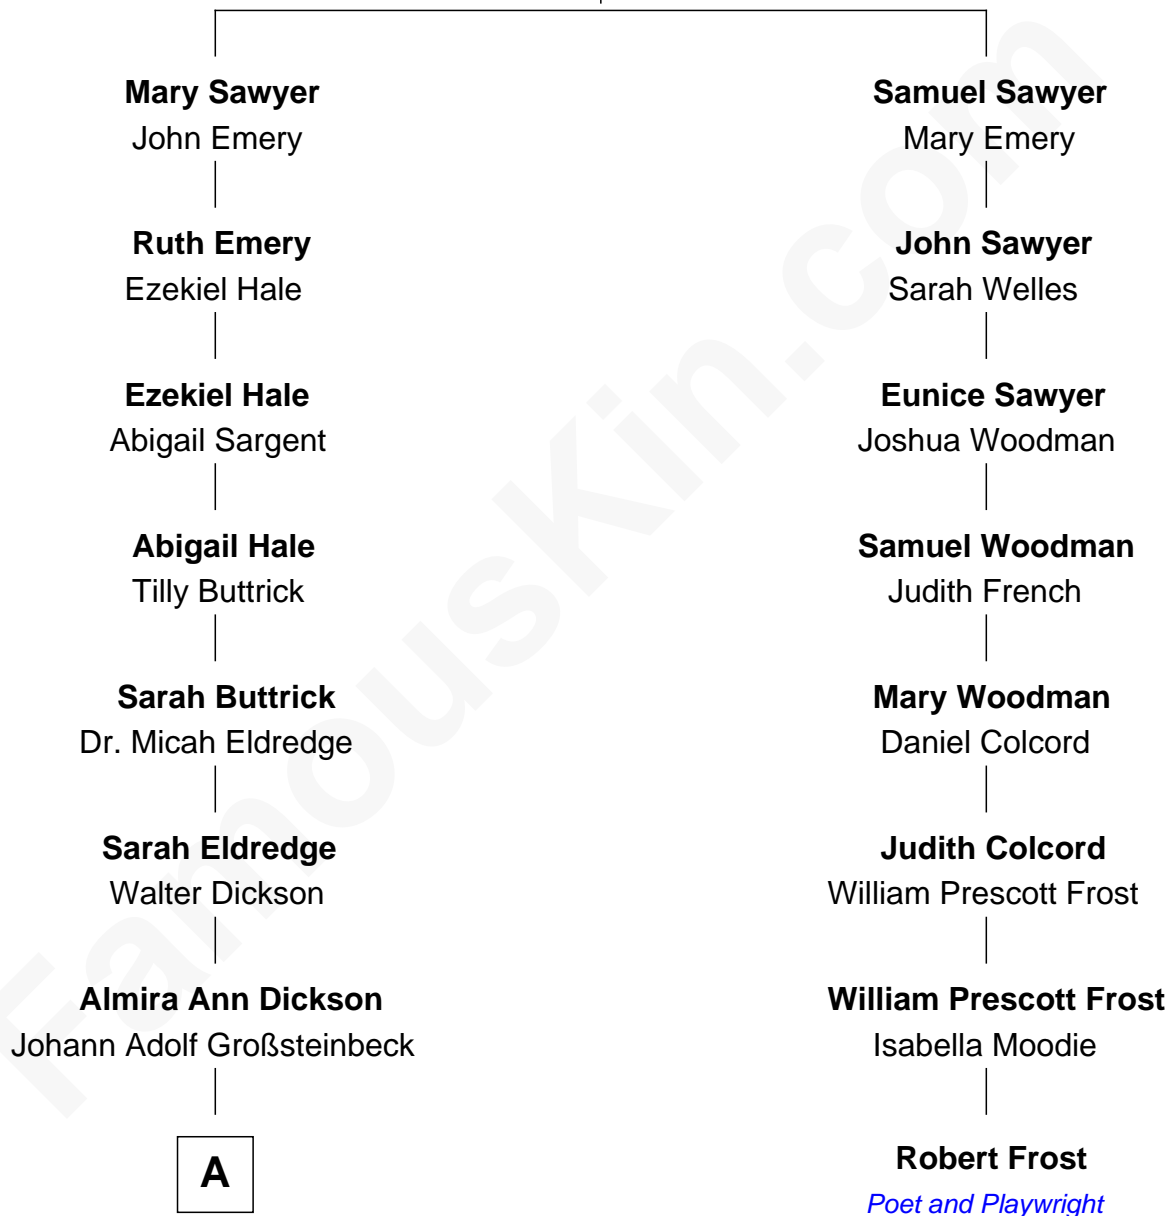 Mary Sawyer
John Emery
Samuel Sawyer
Mary Emery
Ruth Emery
Ezekiel Hale
John Sawyer
Sarah Welles
Ezekiel Hale
Abigail Sargent
Eunice Sawyer
Joshua Woodman
Abigail Hale
Tilly Buttrick
Samuel Woodman
Judith French
Sarah Buttrick
Dr. Micah Eldredge
Mary Woodman
Daniel Colcord
Sarah Eldredge
Walter Dickson
Judith Colcord
William Prescott Frost
Almira Ann Dickson
Johann Adolf Großsteinbeck
William Prescott Frost
Isabella Moodie
A
Robert Frost
Poet and Playwright
FamousKin.com